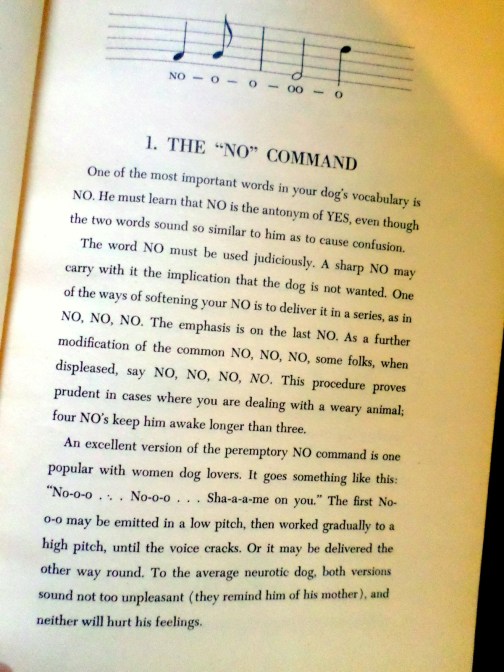 NO – O – O – OO – O
1. THE “NO” COMMAND
One of the most important words in your dog's vocabulary is
NO. He must learn that NO is the antonym of YES, even though
the two words sound so similar to him as to cause confusion.
The word NO must be used judiciously. A sharp NO may
carry with it the implication that the dog is not wanted. One
of the ways of softening your NO is to deliver it in a series, as in
NO, NO, NO. The emphasis is on the last NO. As a further
modification of the common NO, NO, NO, some folks, when
displeased, say NO, NO, NO, NO. This procedure proves
prudent in cases where you are dealing with a weary animal;
four NO's keep him awake longer than three.
An excellent version of the peremptory NO command is one
popular with women dog lovers. It goes something like this:
“No-o-o . . . No-o-o . . . Sha-a-a-me on you.” The first No-
o-o may be emitted in a low pitch, then worked gradually to a
high pitch, until the voice cracks. Or it may be delivered the
other way round. To the average neurotic dog, both versions
sound not too unpleasant (they remind him of his mother), and
neither will hurt his feelings.